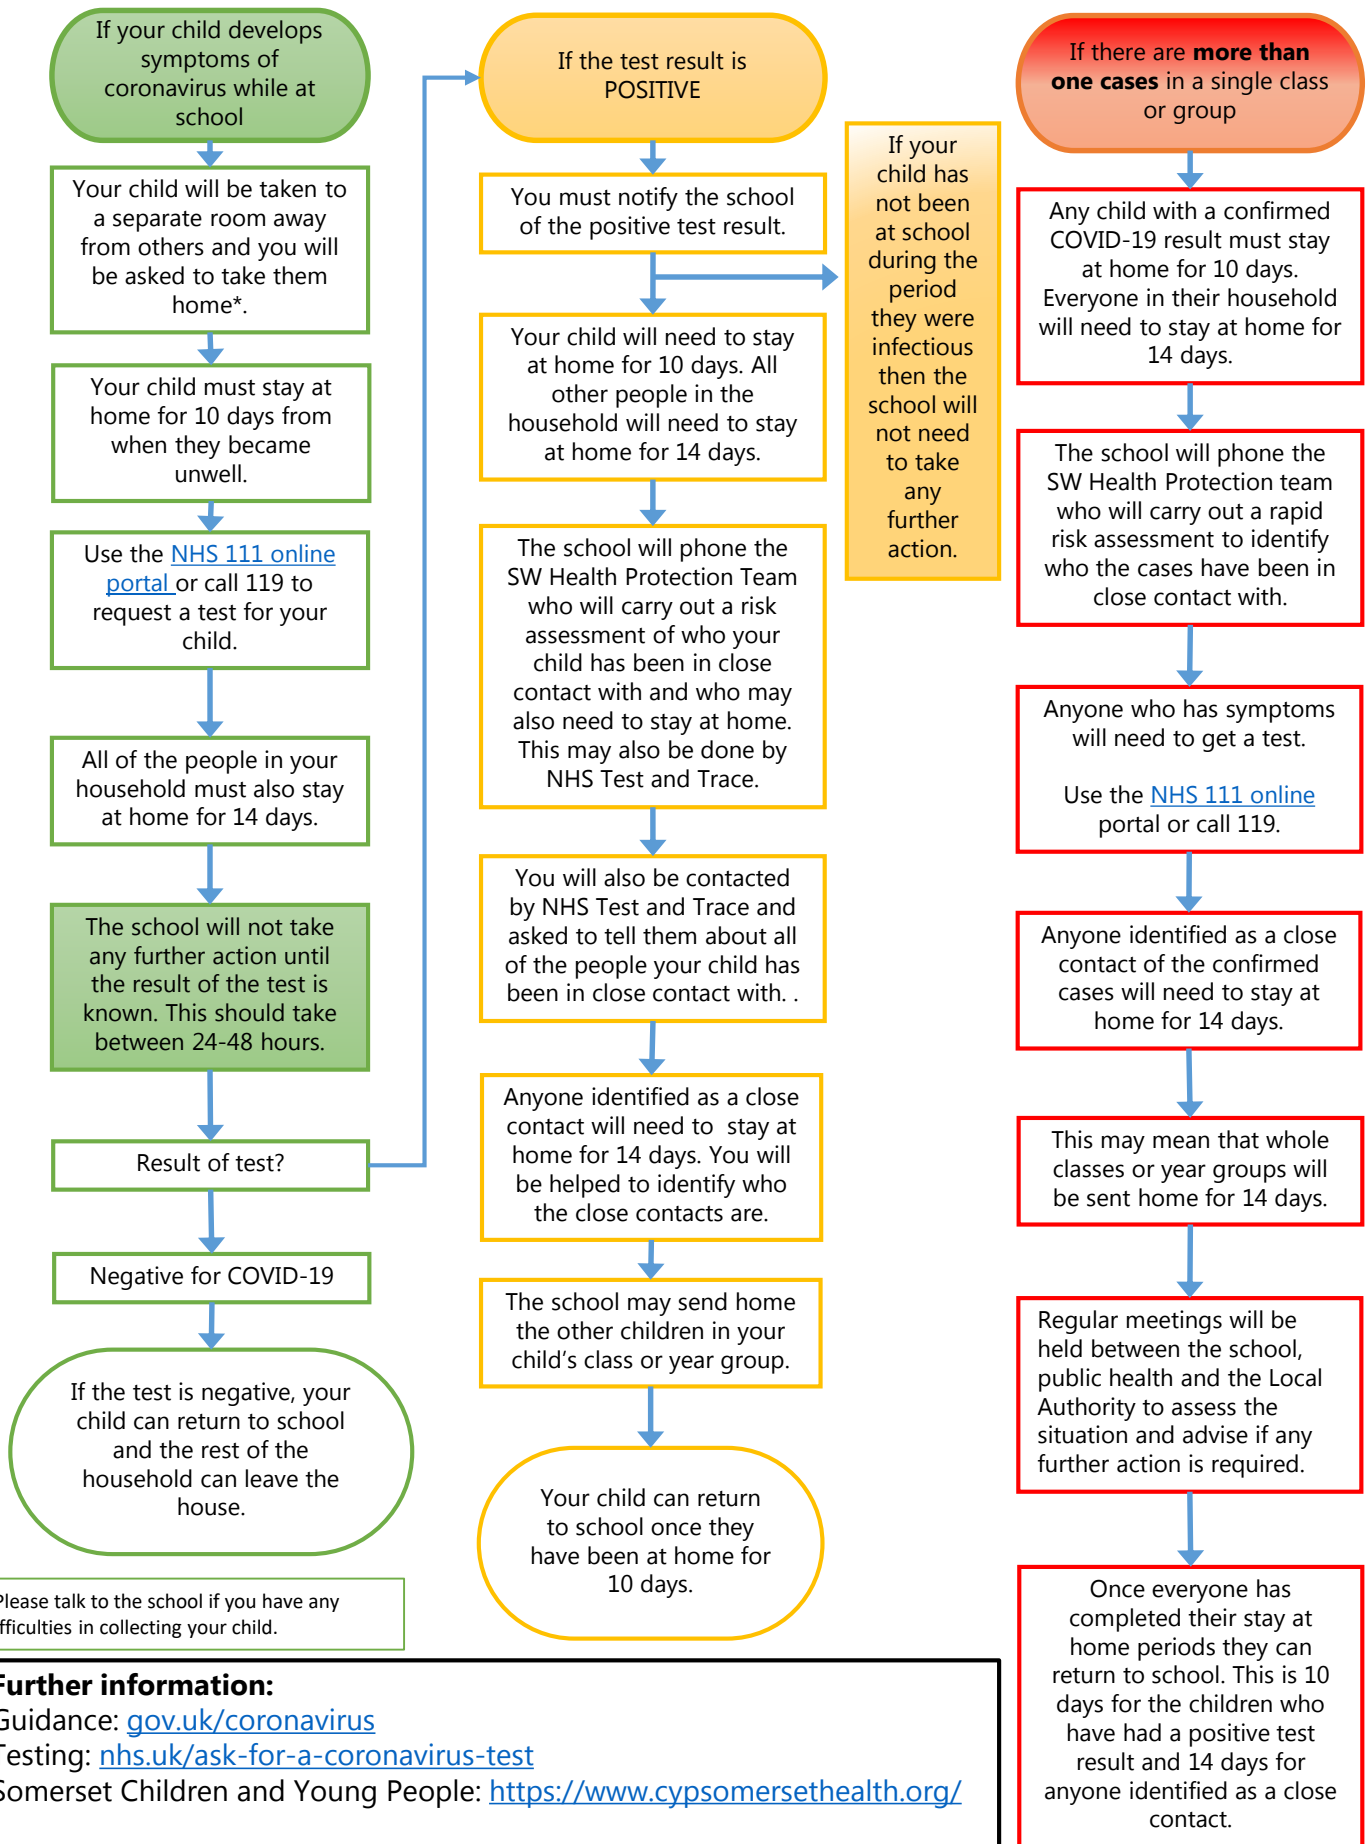 If your child develops
symptoms of
coronavirus while at
school
Your child will be taken to
a separate room away
from others and you will
be asked to take them
home*.
Your child must stay at
home for 10 days from
when they became
unwell.
Use the NHS 111 online
portal or call 119 to
request a test for your
child.
All of the people in your
household must also stay
at home for 14 days.
The school will not take
any further action until
the result of the test is
known. This should take
between 24-48 hours.
Result of test?
Negative for COVID-19
If the test is negative, your
child can return to school
and the rest of the
household can leave the
house.
Please talk to the school if you have any
fficulties in collecting your child.
If the test result is
POSITIVE
You must notify the school
of the positive test result.
If your
child has
not been
at school
during the
period
they were
infectious
then the
school will
not need
to take
any
further
action.
Your child will need to stay
at home for 10 days. All
other people in the
household will need to stay
at home for 14 days.
The school will phone the
SW Health Protection Team
who will carry out a risk
assessment of who your
child has been in close
contact with and who may
also need to stay at home.
This may also be done by
NHS Test and Trace.
You will also be contacted
by NHS Test and Trace and
asked to tell them about all
of the people your child has
been in close contact with. .
Anyone identified as a close
contact will need to  stay at
home for 14 days. You will
be helped to identify who
the close contacts are.
The school may send home
the other children in your
child's class or year group.
Your child can return
to school once they
have been at home for
10 days.
If there are more than
one cases in a single class
or group
Any child with a confirmed
COVID-19 result must stay
at home for 10 days.
Everyone in their household
will need to stay at home for
14 days.
The school will phone the
SW Health Protection team
who will carry out a rapid
risk assessment to identify
who the cases have been in
close contact with.
Anyone who has symptoms
will need to get a test.
Use the NHS 111 online
portal or call 119.
Anyone identified as a close
contact of the confirmed
cases will need to stay at
home for 14 days.
This may mean that whole
classes or year groups will
be sent home for 14 days.
Regular meetings will be
held between the school,
public health and the Local
Authority to assess the
situation and advise if any
further action is required.
Once everyone has
completed their stay at
home periods they can
return to school. This is 10
days for the children who
have had a positive test
result and 14 days for
anyone identified as a close
contact.
Further information:
Guidance: gov.uk/coronavirus
Testing: nhs.uk/ask-for-a-coronavirus-test
Somerset Children and Young People: https://www.cypsomersethealth.org/